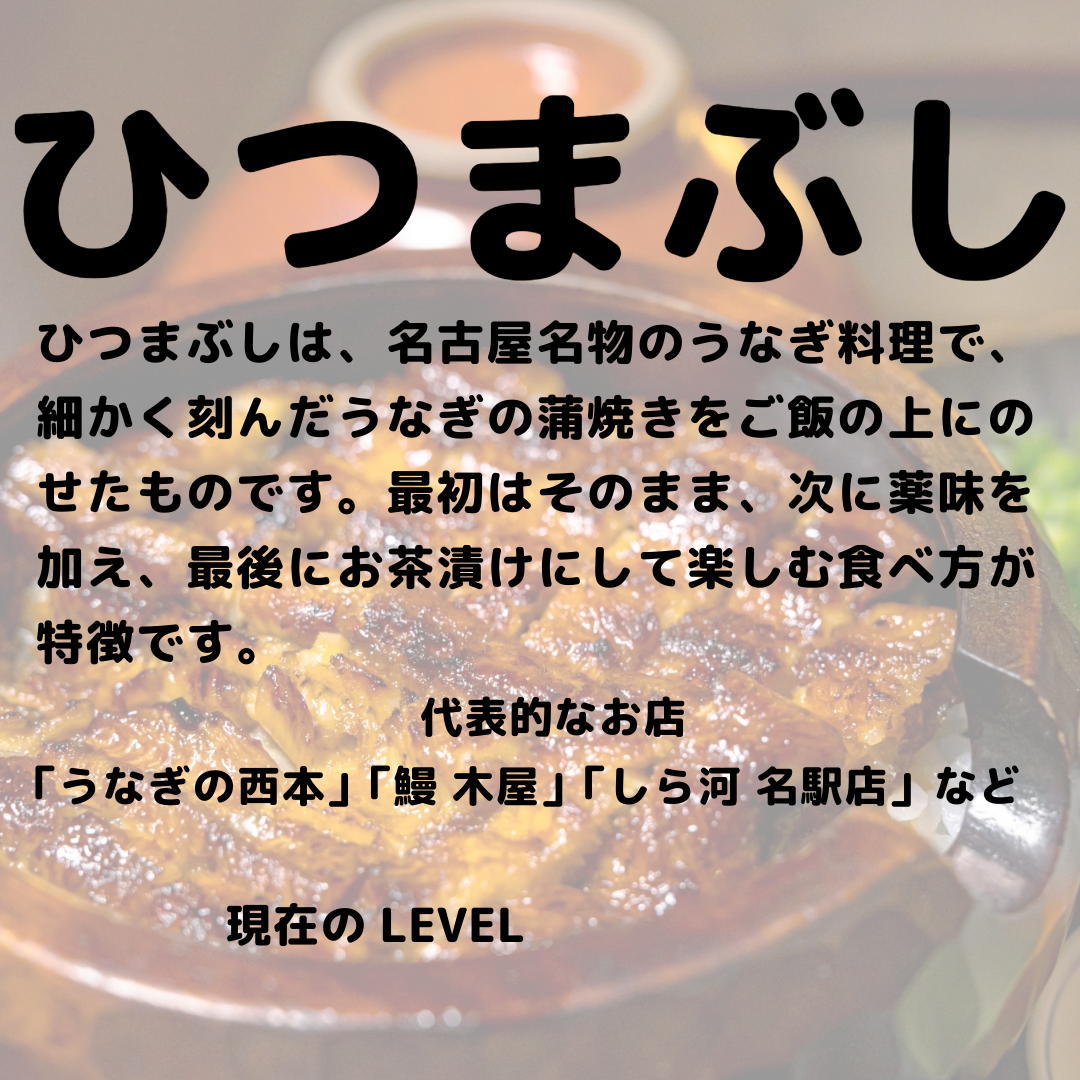 ひつまぶし
ひつまぶしは、名古屋名物のうなぎ料理で、
細かく刻んだうなぎの蒲焼きをご飯の上にの
せたものです。最初はそのまま、次に薬味を
加え、最後にお茶漬けにして楽しむ食べ方が
特徴です。
代表的なお店
「うなぎの西本」「鰻 木屋」「しら河 名駅店」など
現在の LEVEL